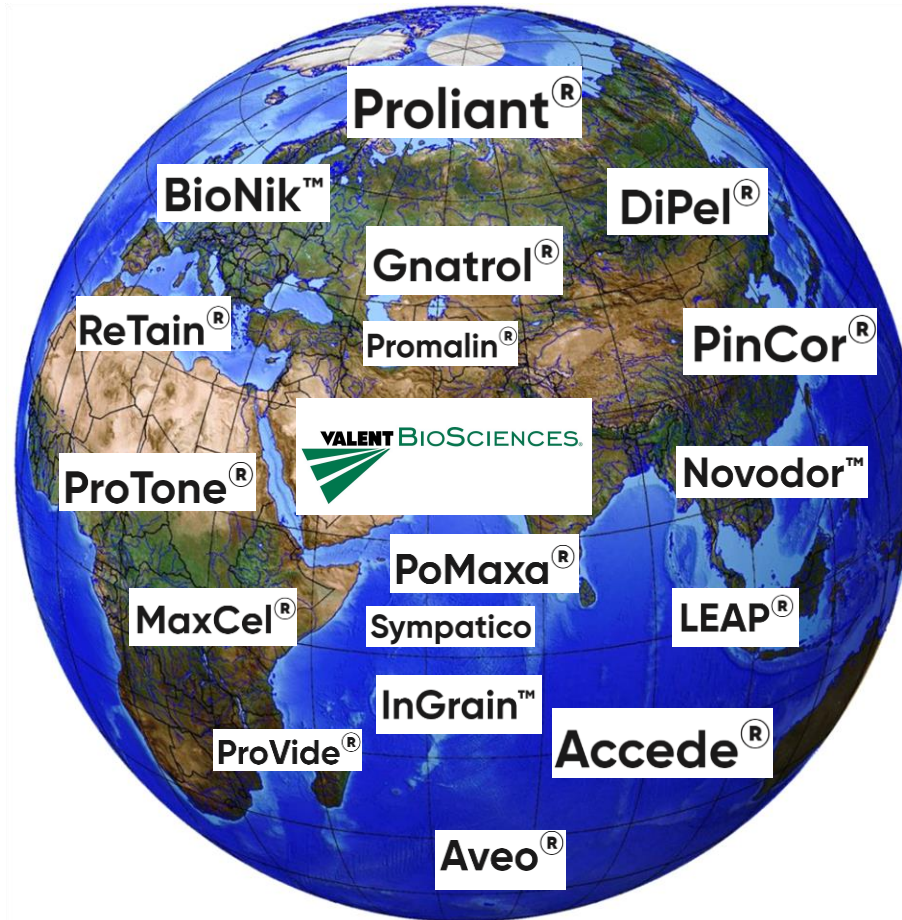 Proliant®
BioNik™
DiPel®
Gnatrol®
ReTain®
Promalin®
PinCor®
VALENT BIOSCIENCES®
ProTone®
Novodor™
PoMaxa®
MaxCel®
Sympatico
LEAP®
InGrain™
ProVide®
Accede®
Aveo®